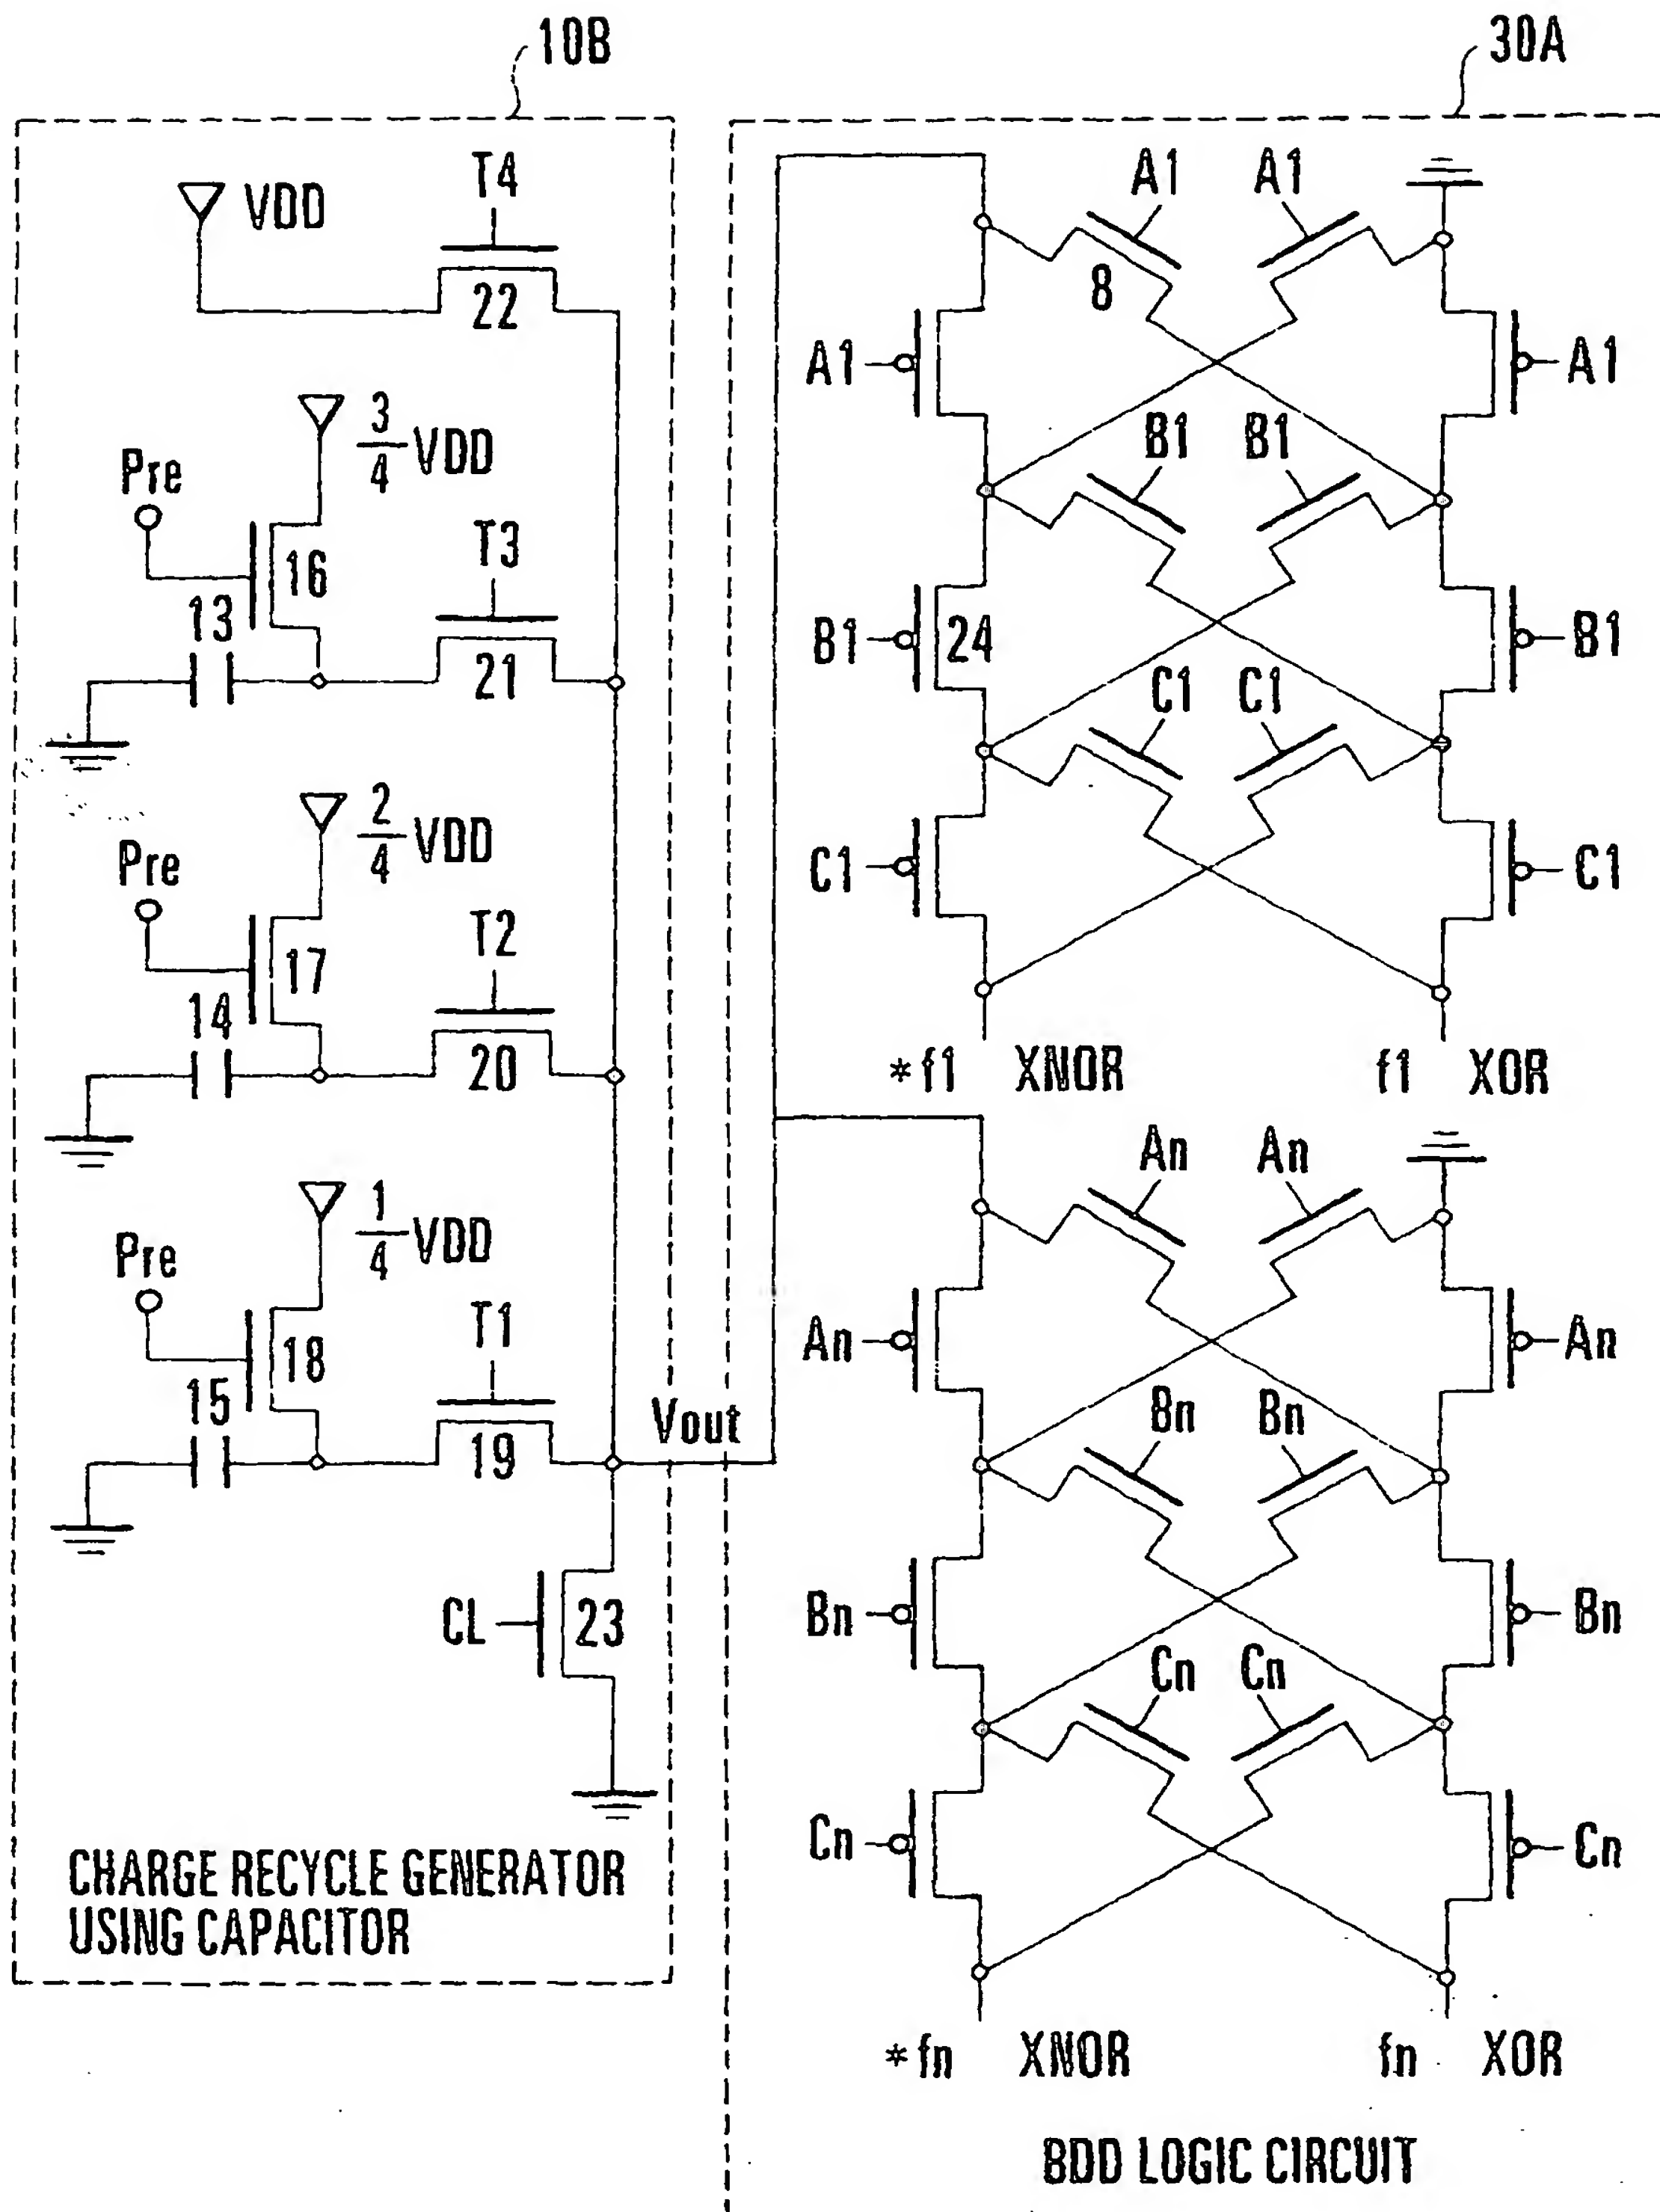 10B
30A
VDD
T4
22
3/4 VDD
Pre
16
13
T3
21
2/4 VDD
Pre
17
14
T2
20
1/4 VDD
Pre
18
15
T1
19
Vout
CL
23
CHARGE RECYCLE GENERATOR
USING CAPACITOR
A1 A1
8
A1 A1
B1 B1
B1 24 B1
C1 C1
C1 C1
*f1 XNOR f1 XOR
An An
An An
Bn Bn
Bn Bn
Cn Cn
Cn Cn
*fn XNOR fn XOR
BDD LOGIC CIRCUIT